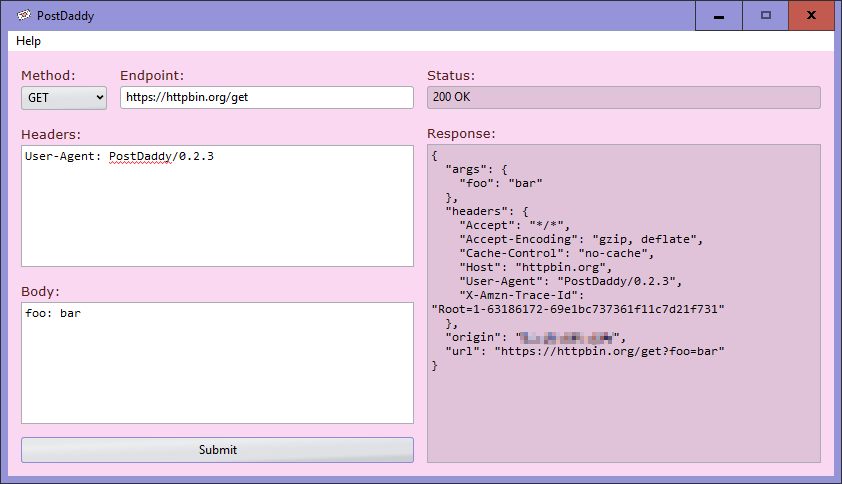 PostDaddy
Help
Method:
GET
Endpoint:
https://httpbin.org/get
Headers:
User-Agent: PostDaddy/0.2.3
Body:
foo: bar
Submit
Status:
200 OK
Response:
{
"args": {
"foo": "bar"
},
"headers": {
"Accept": "*/*",
"Accept-Encoding": "gzip, deflate",
"Cache-Control": "no-cache",
"Host": "httpbin.org",
"User-Agent": "PostDaddy/0.2.3",
"X-Amzn-Trace-Id":
"Root=1-63186172-69e1bc737361f11c7d21f731"
},
"origin": "",
"url": "https://httpbin.org/get?foo=bar"
}